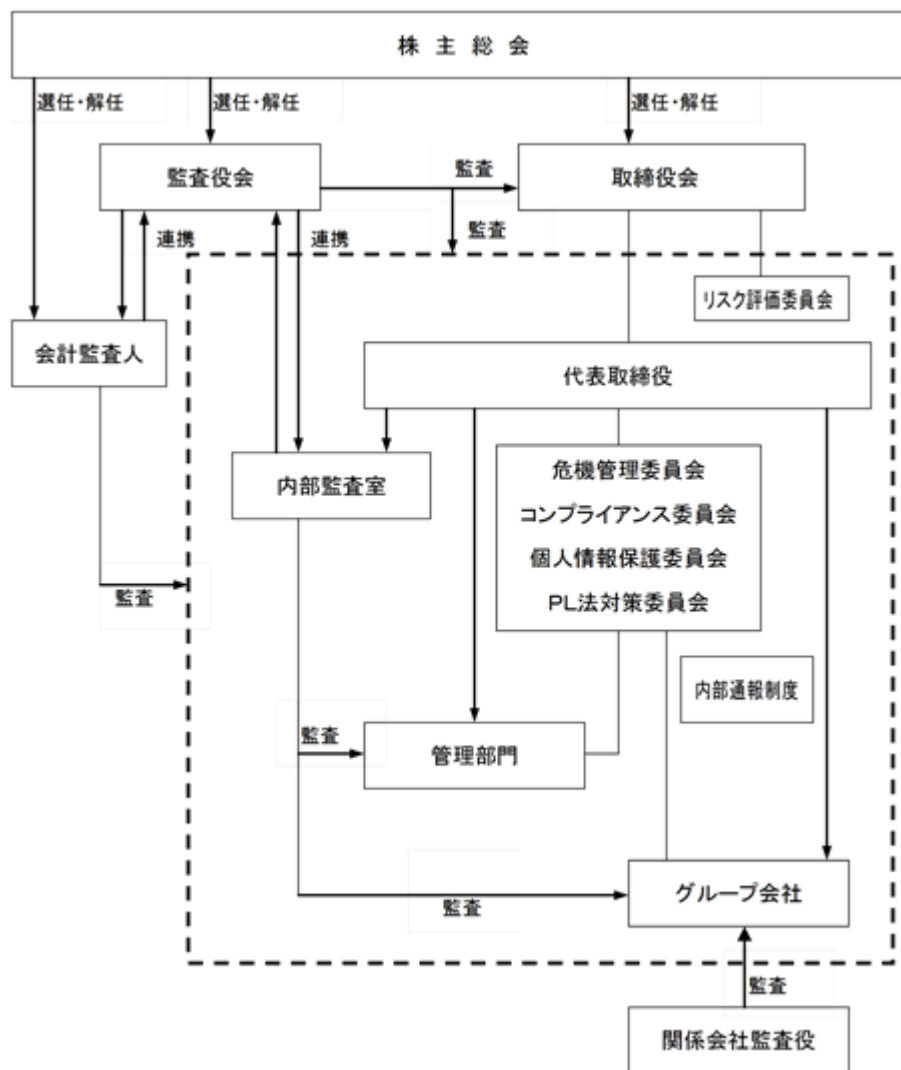 株主総会
選任・解任
選任・解任
選任・解任
監査役会
監査
取締役会
連携
連携
監査
リスク評価委員会
会計監査人
代表取締役
内部監査室
危機管理委員会
コンプライアンス委員会
個人情報保護委員会
PL法対策委員会
監査
内部通報制度
監査
管理部門
グループ会社
監査
監査
関係会社監査役